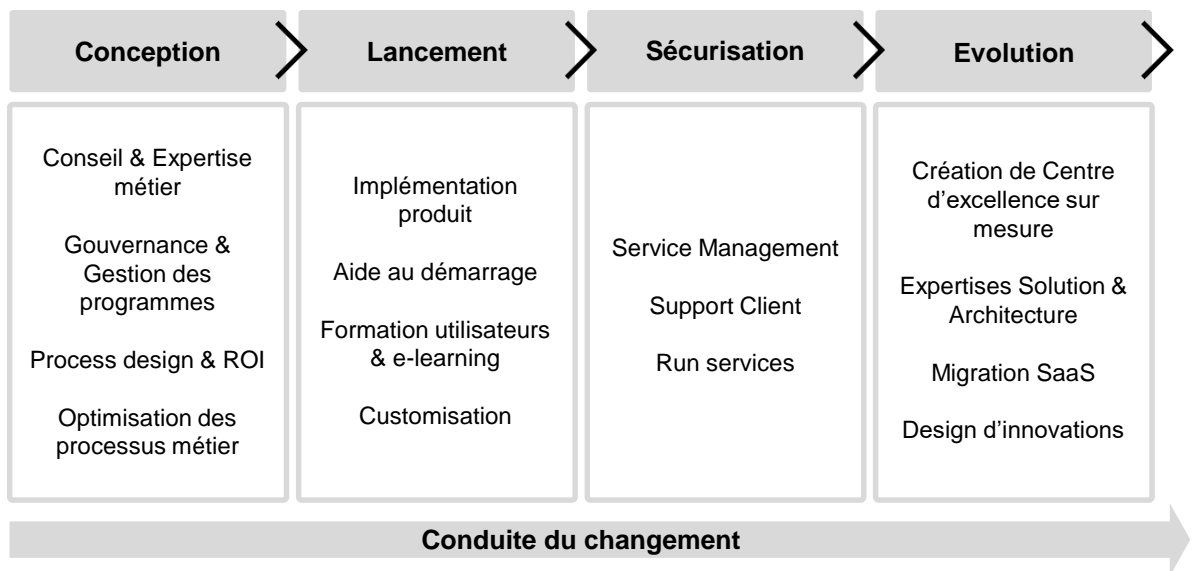 Conception
Lancement
Sécurisation
Evolution
Conseil & Expertise
métier
Gouvernance &
Gestion des
programmes
Process design & ROI
Optimisation des
processus métier
Implémentation
produit
Aide au démarrage
Formation utilisateurs
& e-learning
Customisation
Service Management
Support Client
Run services
Création de Centre
d’excellence sur
mesure
Expertises Solution &
Architecture
Migration SaaS
Design d’innovations
Conduite du changement